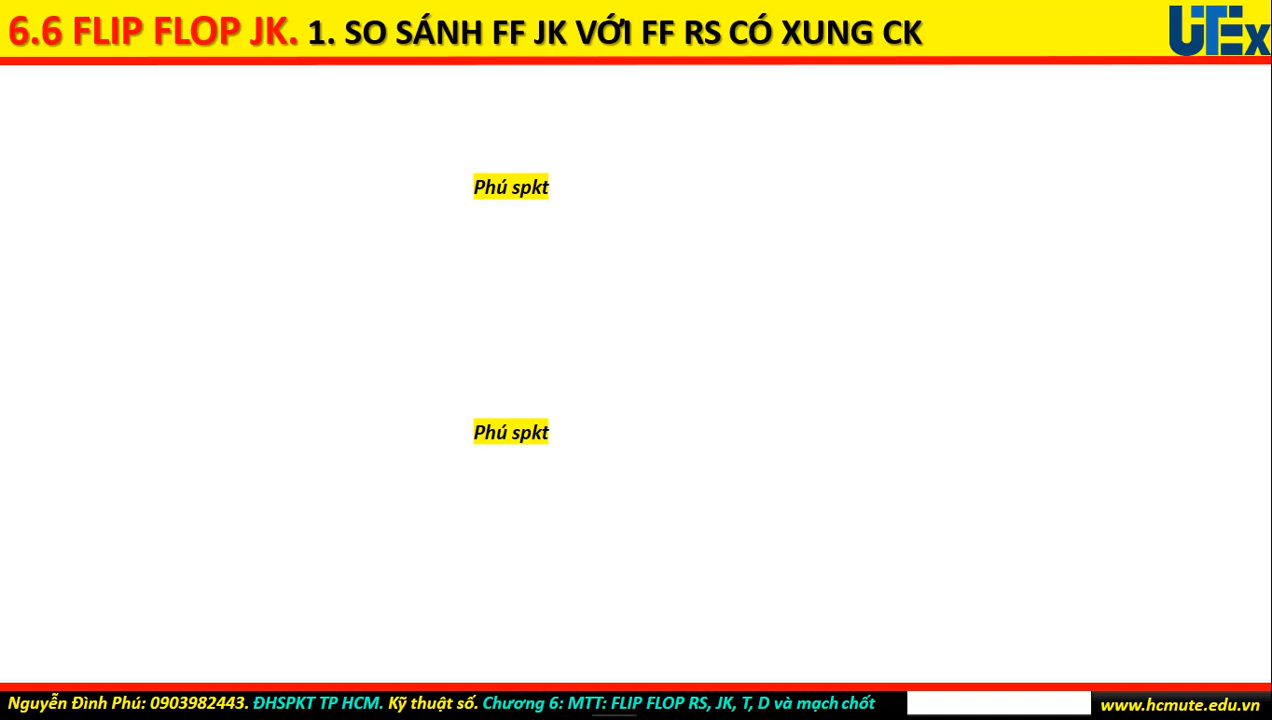 6.6 FLIP FLOP JK. 1. SO SÁNH FF JK VỚI FF RS CÓ XUNG CK
UTEx
Phú spkt
Phú spkt
Nguyễn Đình Phú: 0903982443. ĐHSPKT TP HCM. Kỹ thuật số. Chương 6: MTT: FLIP FLOP RS, JK, T, D và mạch chốt
www.hcmute.edu.vn